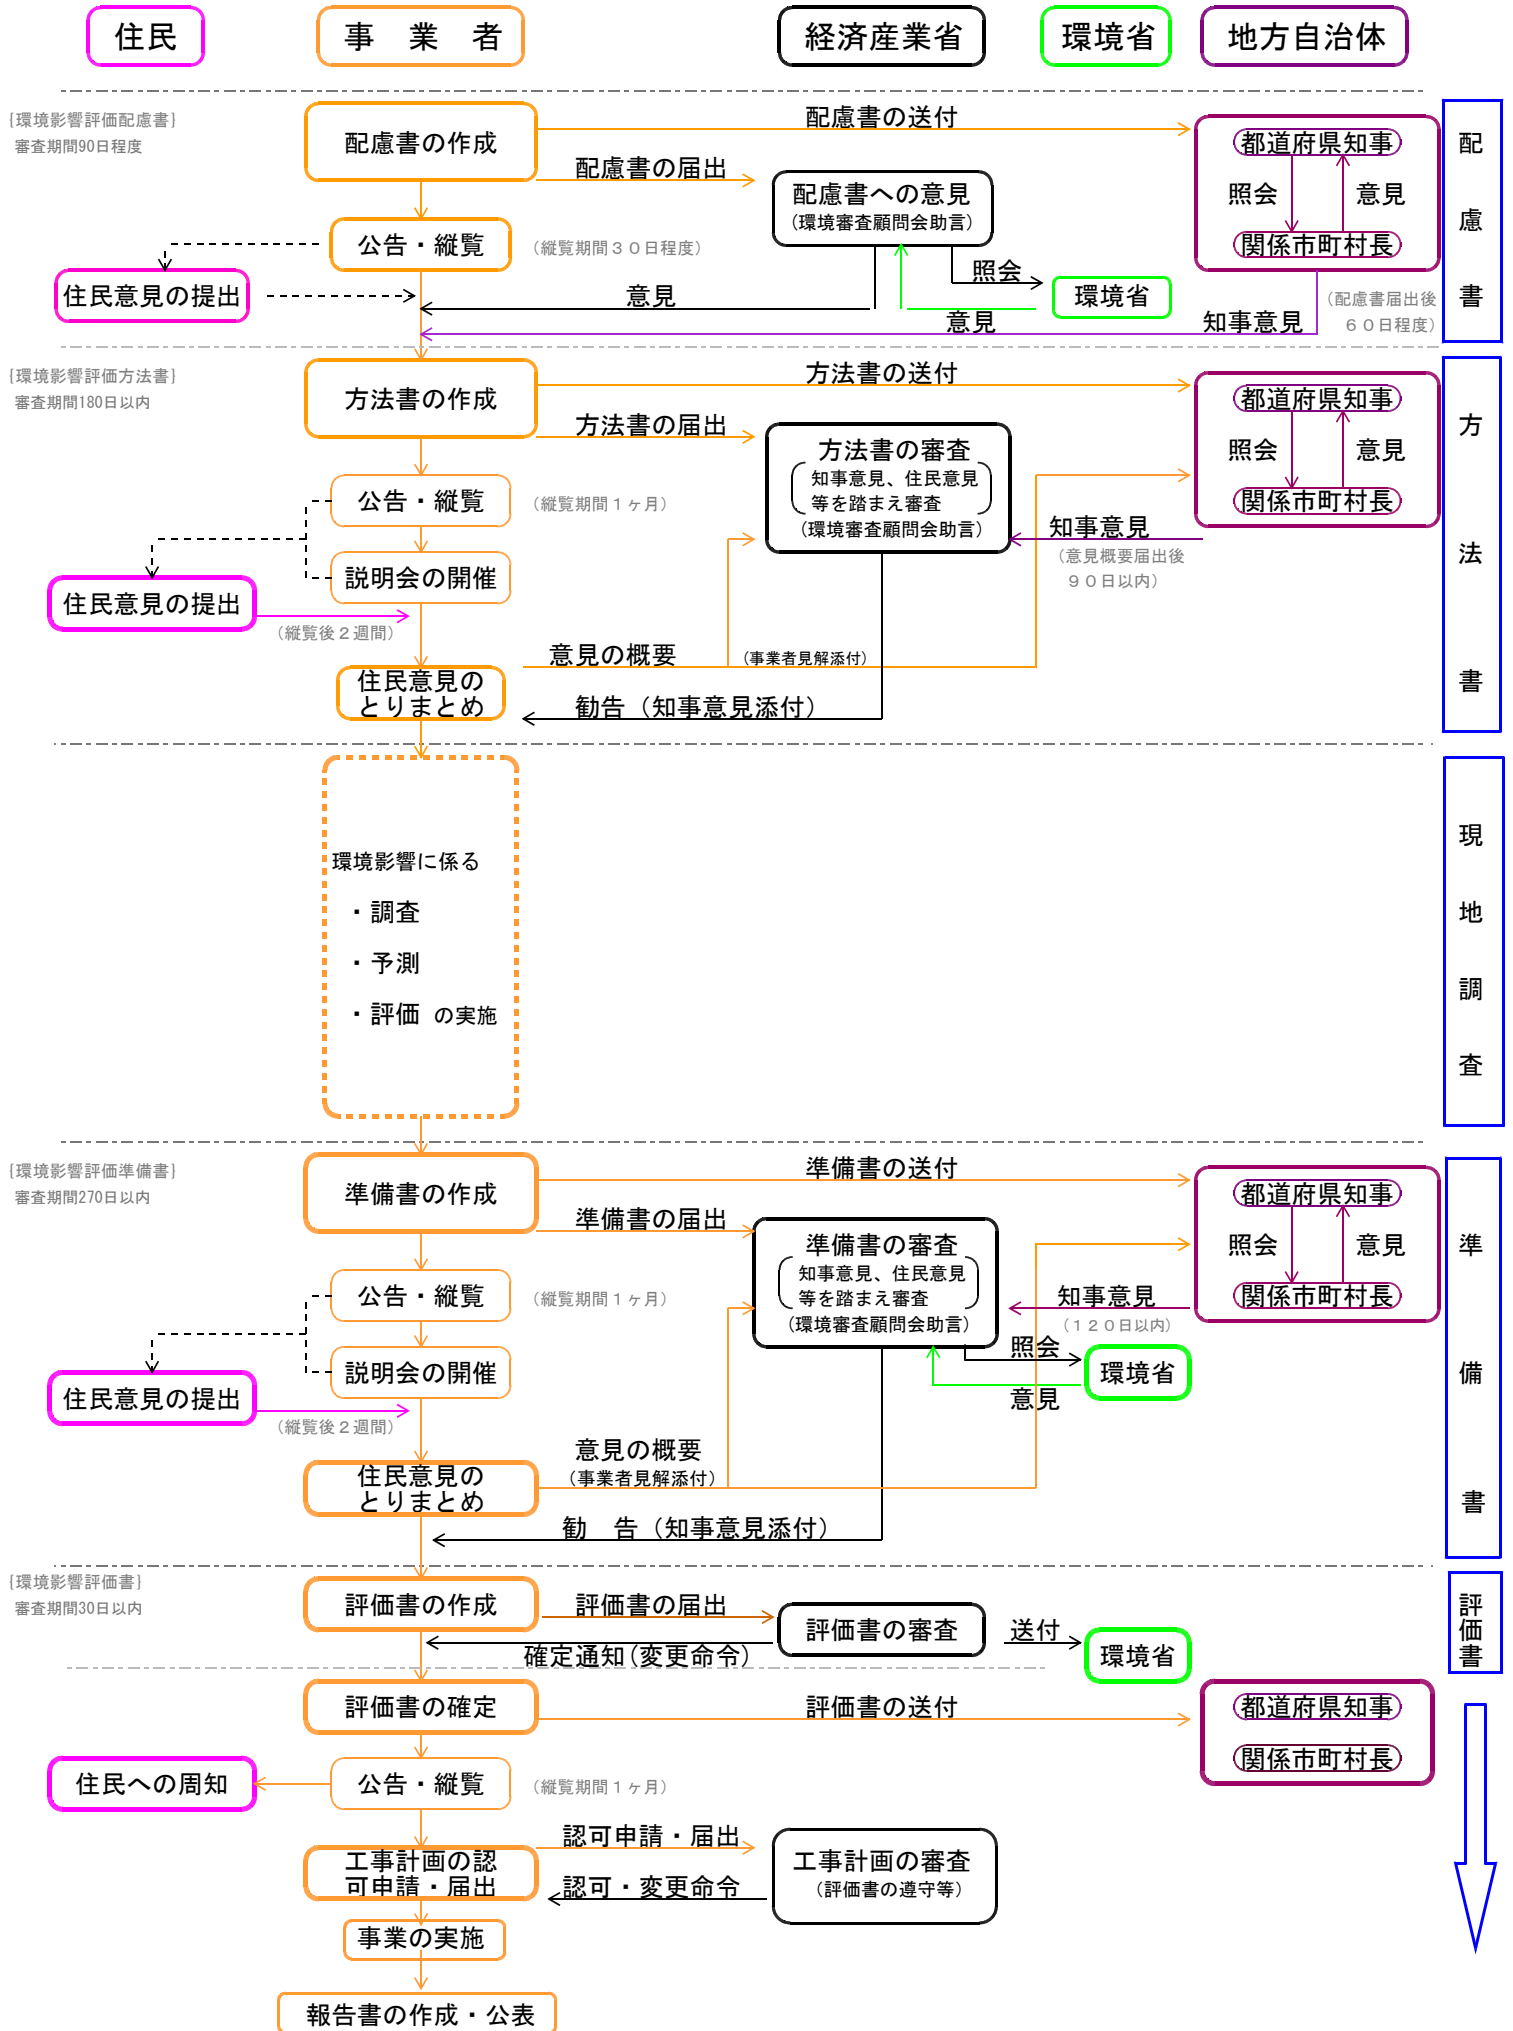 住民
事　業　者
経済産業省
環境省
地方自治体
{環境影響評価配慮書}
審査期間90日程度
配慮書の作成
配慮書の送付
配慮書の届出
配慮書への意見
（環境審査顧問会助言）
都道府県知事
照会
意見
関係市町村長
配慮書
公告・縦覧
（縦覧期間３０日程度）
住民意見の提出
意見
照会
環境省
意見
知事意見
（配慮書届出後
６０日程度）
{環境影響評価方法書}
審査期間180日以内
方法書の作成
方法書の送付
方法書の届出
方法書の審査
知事意見、住民意見
等を踏まえ審査
（環境審査顧問会助言）
都道府県知事
照会
意見
関係市町村長
方法書
公告・縦覧
（縦覧期間１ヶ月）
説明会の開催
知事意見
（意見概要届出後
９０日以内）
住民意見の提出
（縦覧後２週間）
意見の概要
（事業者見解添付）
住民意見の
とりまとめ
勧告（知事意見添付）
環境影響に係る
・調査
・予測
・評価 の実施
現地調査
{環境影響評価準備書}
審査期間270日以内
準備書の作成
準備書の送付
準備書の届出
準備書の審査
知事意見、住民意見
等を踏まえ審査
（環境審査顧問会助言）
都道府県知事
照会
意見
関係市町村長
準備書
公告・縦覧
（縦覧期間１ヶ月）
知事意見
（１２０日以内）
説明会の開催
照会
環境省
意見
住民意見の提出
（縦覧後２週間）
意見の概要
（事業者見解添付）
住民意見の
とりまとめ
勧　告（知事意見添付）
{環境影響評価書}
審査期間30日以内
評価書の作成
評価書の届出
評価書の審査
送付
環境省
評価書
確定通知(変更命令)
評価書の確定
評価書の送付
都道府県知事
関係市町村長
住民への周知
公告・縦覧
（縦覧期間１ヶ月）
工事計画の認
可申請・届出
認可申請・届出
工事計画の審査
（評価書の遵守等）
認可・変更命令
事業の実施
報告書の作成・公表